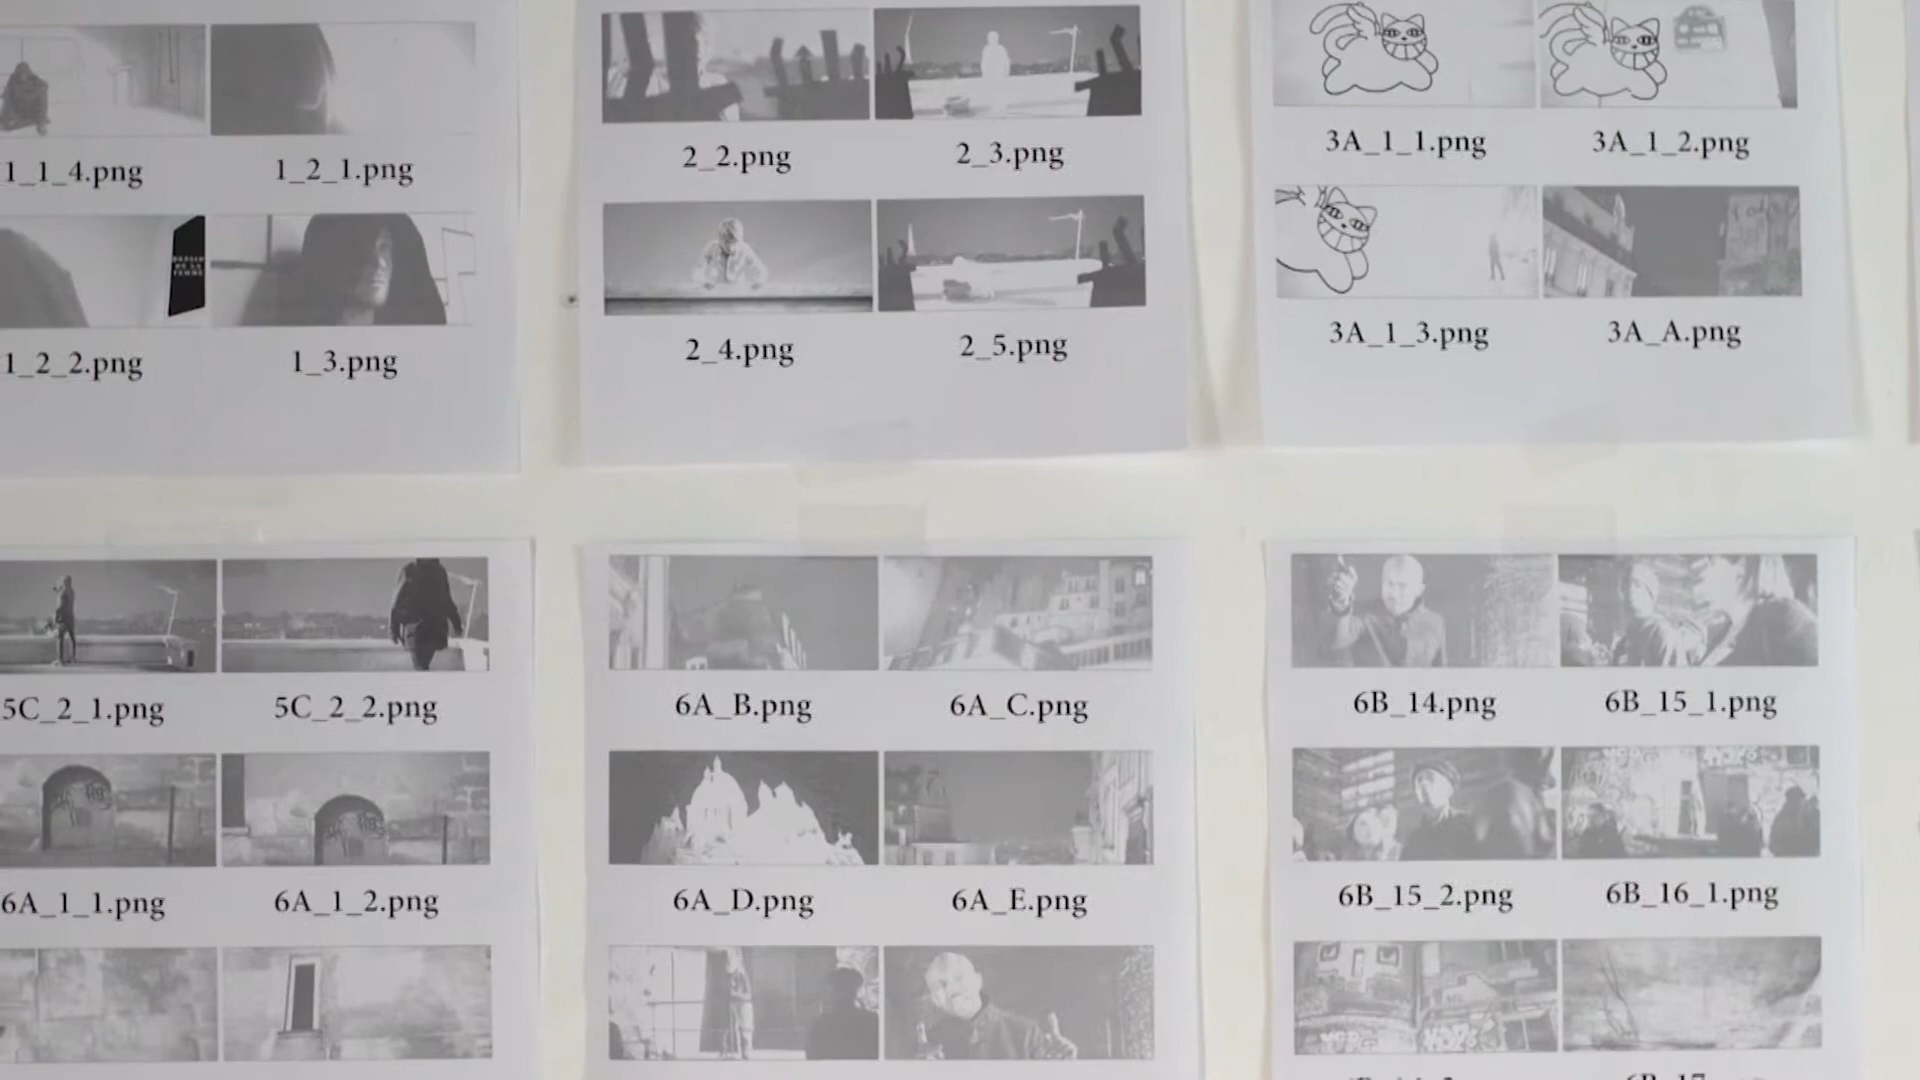 1_1_4.png
1_2_1.png
1_2_2.png
1_3.png
2_2.png
2_3.png
2_4.png
2_5.png
3A_1_1.png
3A_1_2.png
3A_1_3.png
3A_A.png
5C_2_1.png
5C_2_2.png
6A_1_1.png
6A_1_2.png
6A_B.png
6A_C.png
6A_D.png
6A_E.png
6B_14.png
6B_15_1.png
6B_15_2.png
6B_16_1.png